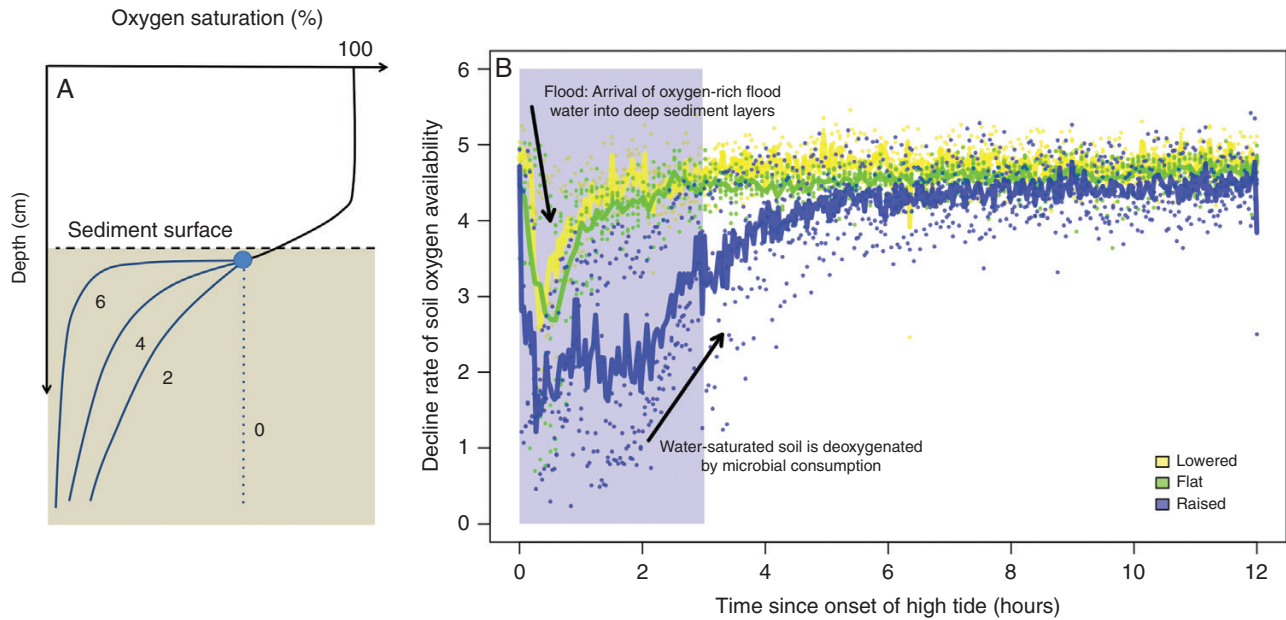 Oxygen saturation (%)
100
A
Depth (cm)
Sediment surface
6
4
2
0
B
Flood: Arrival of oxygen-rich flood
water into deep sediment layers
Water-saturated soil is deoxygenated
by microbial consumption
Decline rate of soil oxygen availability
6
5
4
3
2
1
0
Lowered
Flat
Raised
0
2
4
6
8
10
12
Time since onset of high tide (hours)